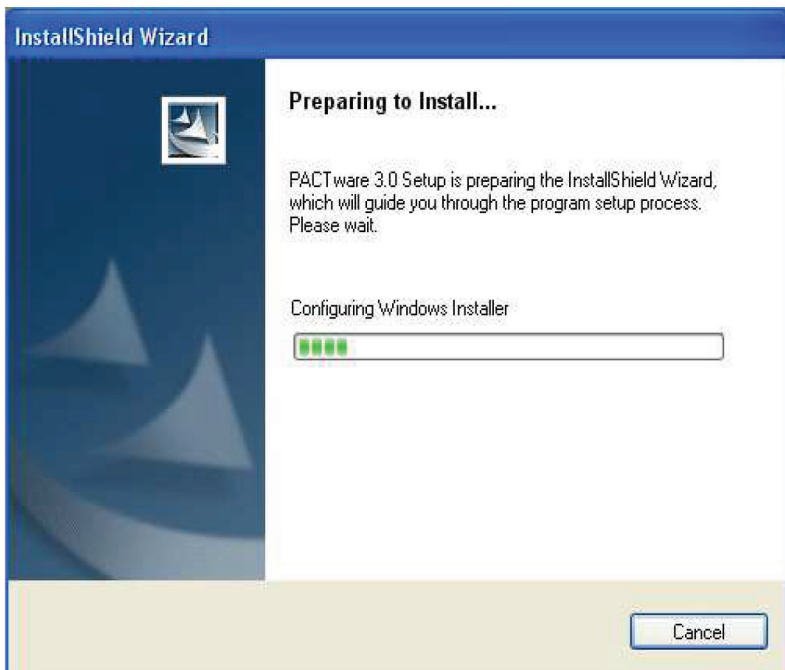 InstallShield Wizard
Preparing to Install...
PACTware 3.0 Setup is preparing the InstallShield Wizard,
which will guide you through the program setup process.
Please wait.
Configuring Windows Installer
Cancel